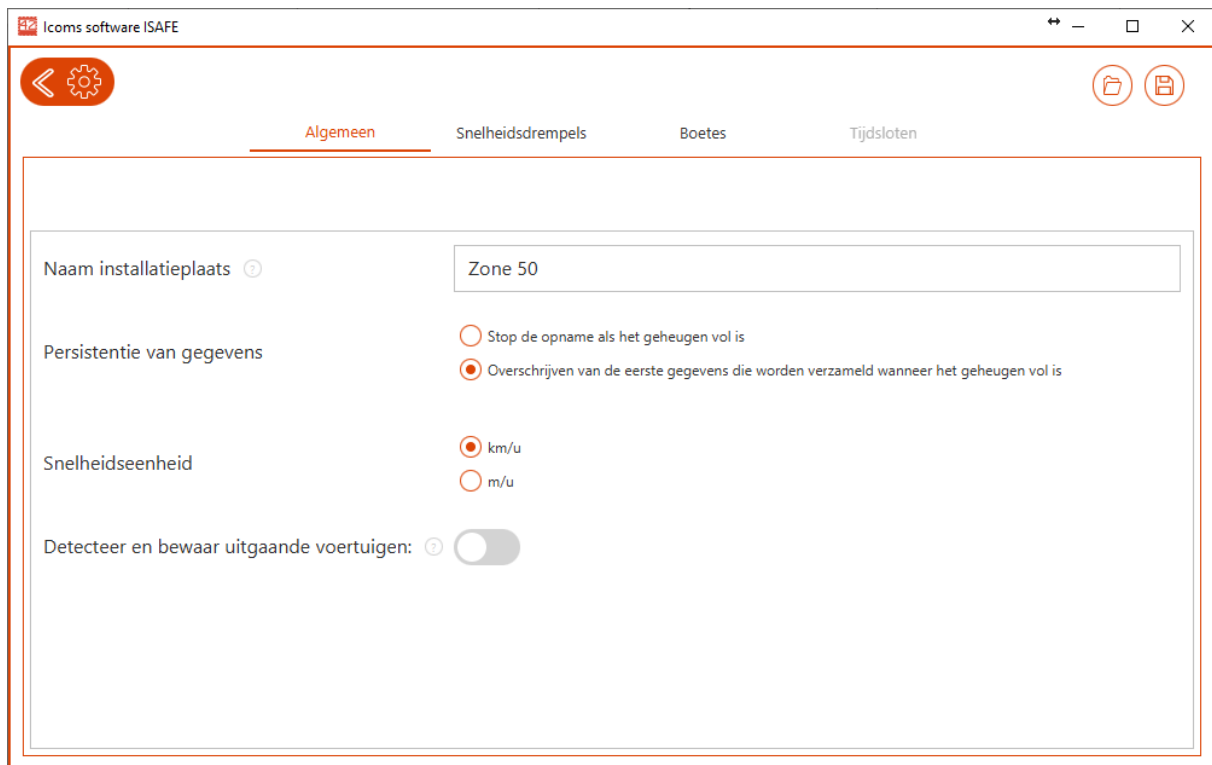 Icoms software ISAFE
Algemeen Snelheidsdrempels Boetes Tijdsloten
Naam installatieplaats ? Zone 50
Persistentie van gegevens
Stop de opname als het geheugen vol is
Overschrijven van de eerste gegevens die worden verzameld wanneer het geheugen vol is
Snelheidseenheid
km/u
m/u
Detecteer en bewaar uitgaande voertuigen: ?